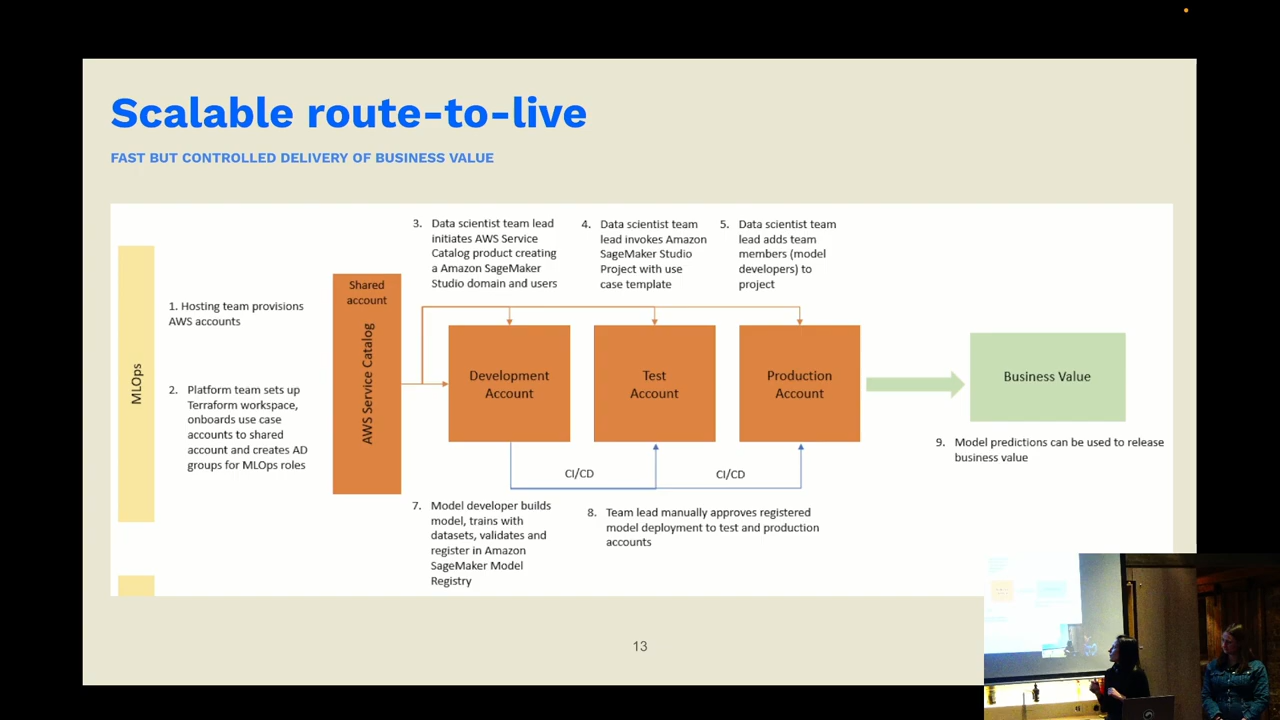 Scalable route-to-live
FAST BUT CONTROLLED DELIVERY OF BUSINESS VALUE
MLOps
1. Hosting team provisions
AWS accounts
2. Platform team sets up
Terraform workspace,
onboards use case
accounts to shared
account and creates AD
groups for MLOps roles
Shared
account
AWS Service Catalog
3. Data scientist team lead
initiates AWS Service
Catalog product creating
a Amazon SageMaker
Studio domain and users
4. Data scientist team
lead invokes Amazon
SageMaker Studio
Project with use
case template
5. Data scientist team
lead adds team
members (model
developers) to
project
Development
Account
Test
Account
Production
Account
Business Value
CI/CD
CI/CD
7. Model developer builds
model, trains with
datasets, validates and
register in Amazon
SageMaker Model
Registry
8. Team lead manually approves registered
model deployment to test and production
accounts
9. Model predictions can be used to release
business value
13